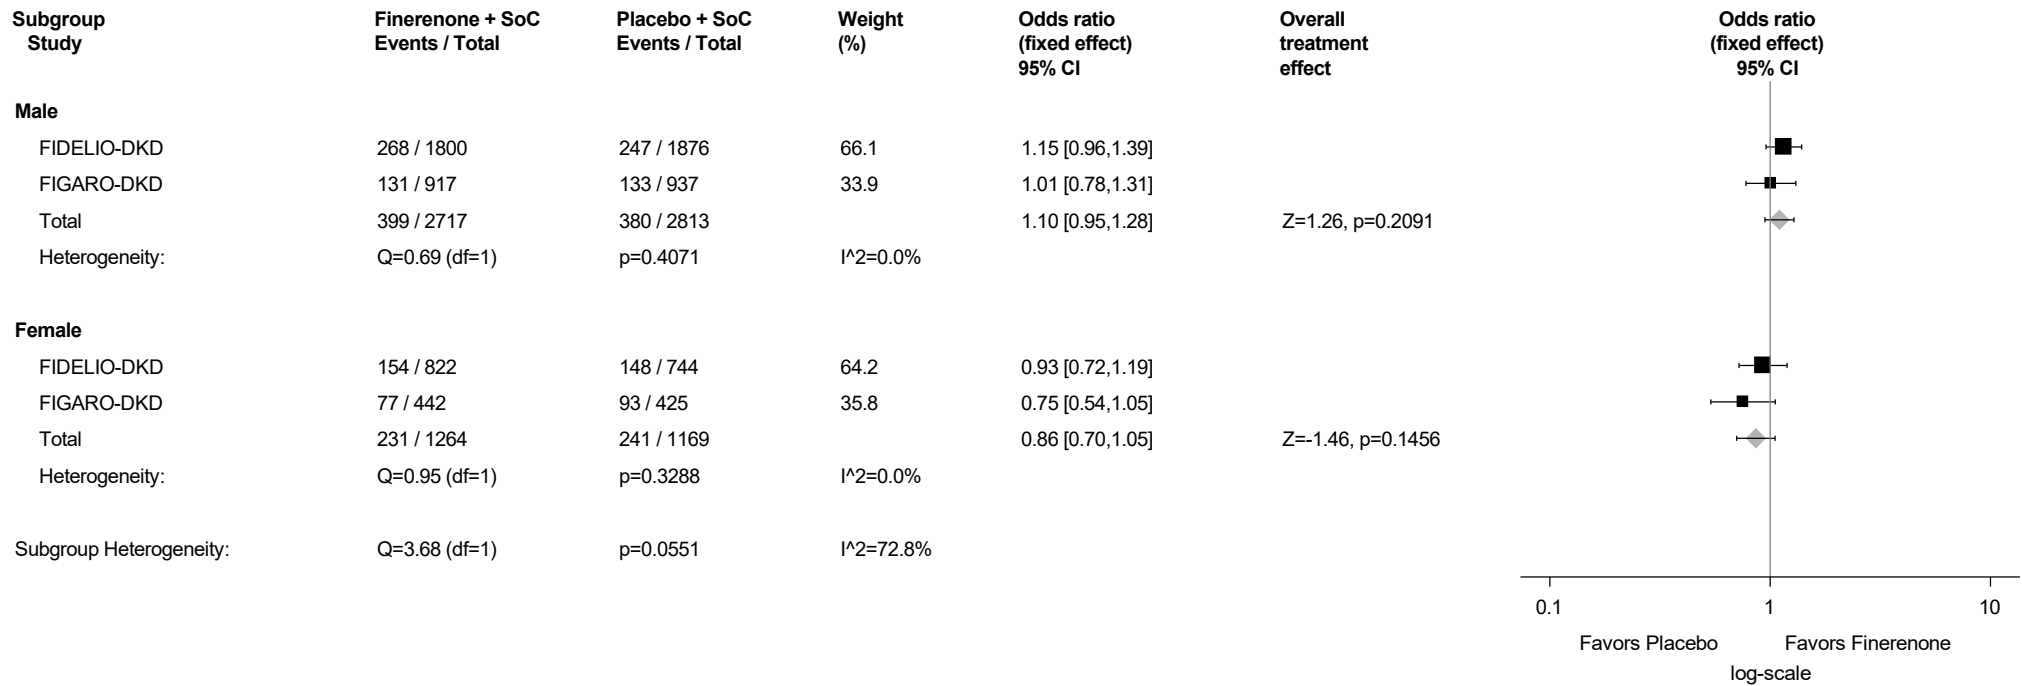 Subgroup Finerenone + SoC Placebo + SoC Weight Odds ratio Overall Odds ratio
Study Events / Total Events / Total (%) (fixed effect) treatment (fixed effect)
95% CI effect 95% CI
Male
FIDELIO-DKD 268 / 1800 247 / 1876 66.1 1.15 [0.96,1.39]
FIGARO-DKD 131 / 917 133 / 937 33.9 1.01 [0.78,1.31]
Total 399 / 2717 380 / 2813 1.10 [0.95,1.28] Z=1.26, p=0.2091
Heterogeneity: Q=0.69 (df=1) p=0.4071 I^2=0.0%
Female
FIDELIO-DKD 154 / 822 148 / 744 64.2 0.93 [0.72,1.19]
FIGARO-DKD 77 / 442 93 / 425 35.8 0.75 [0.54,1.05]
Total 231 / 1264 241 / 1169 0.86 [0.70,1.05] Z=-1.46, p=0.1456
Heterogeneity: Q=0.95 (df=1) p=0.3288 I^2=0.0%
Subgroup Heterogeneity: Q=3.68 (df=1) p=0.0551 I^2=72.8%
0.1 1 10
Favors Placebo Favors Finerenone
log-scale